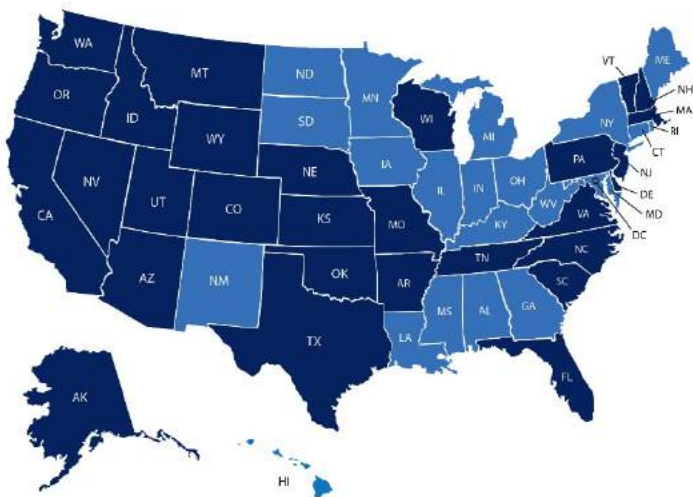 WA
VT
ME
MT
ND
OR
MN
NH
ID
SD
WI
NY
MA
WY
MI
RI
CT
IA
PA
NE
NJ
NV
OH
IL
IN
DE
UT
CO
WV
MD
CA
KS
MO
VA
KY
DC
NC
TN
AZ
OK
NM
AR
SC
MS
AL
GA
TX
LA
FL
AK
HI